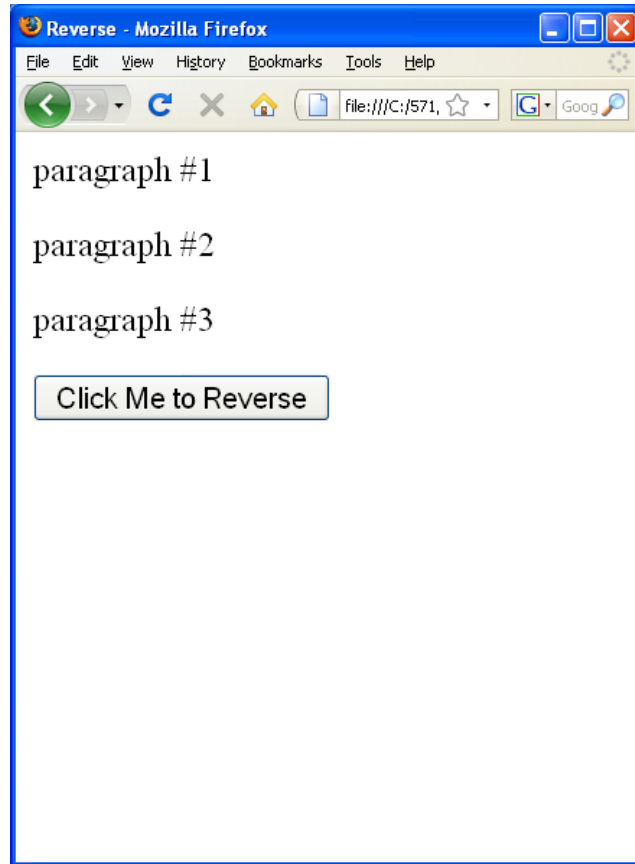 Reverse - Mozilla Firefox
File Edit View History Bookmarks Tools Help
file:///C:/571, G Goog
paragraph #1
paragraph #2
paragraph #3
Click Me to Reverse